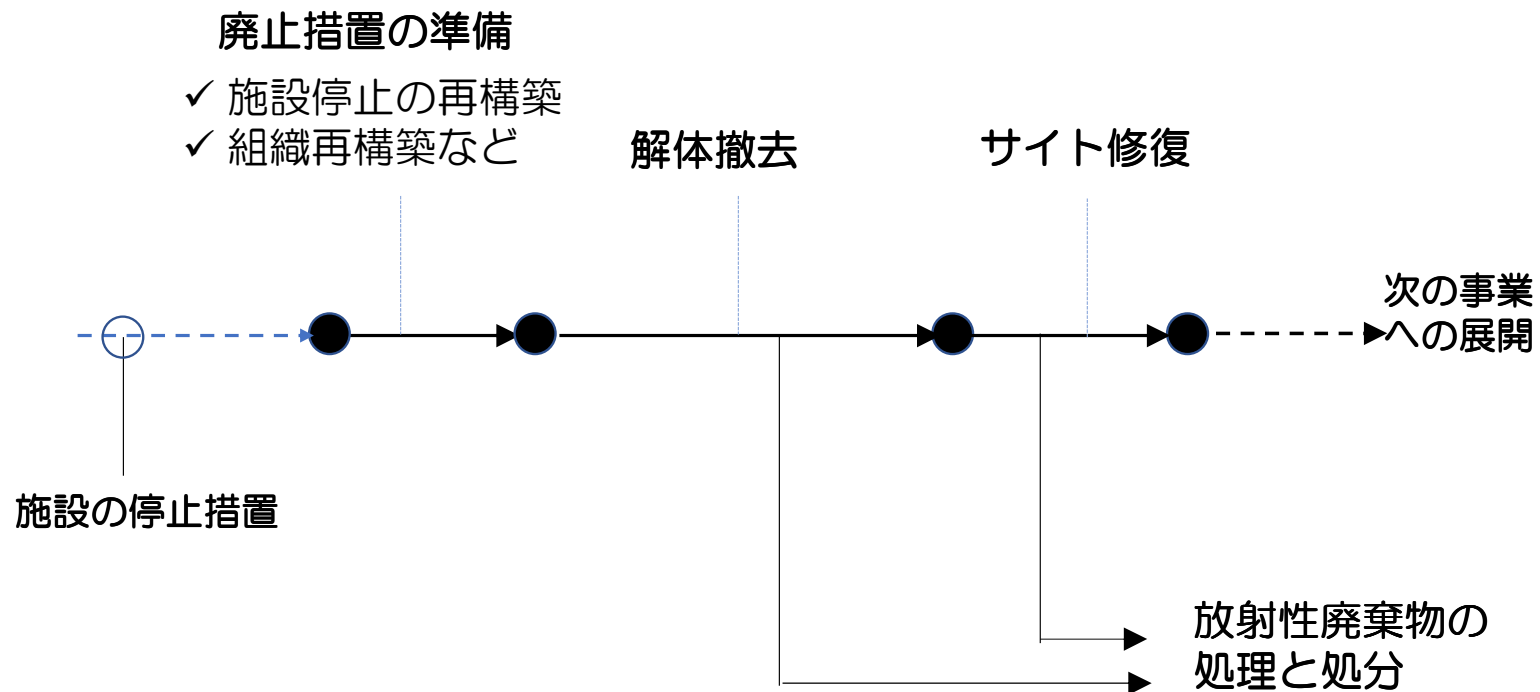 廃止措置の準備
✓ 施設停止の再構築
✓ 組織再構築など
解体撤去
サイト修復
次の事業
への展開
施設の停止措置
放射性廃棄物の
処理と処分